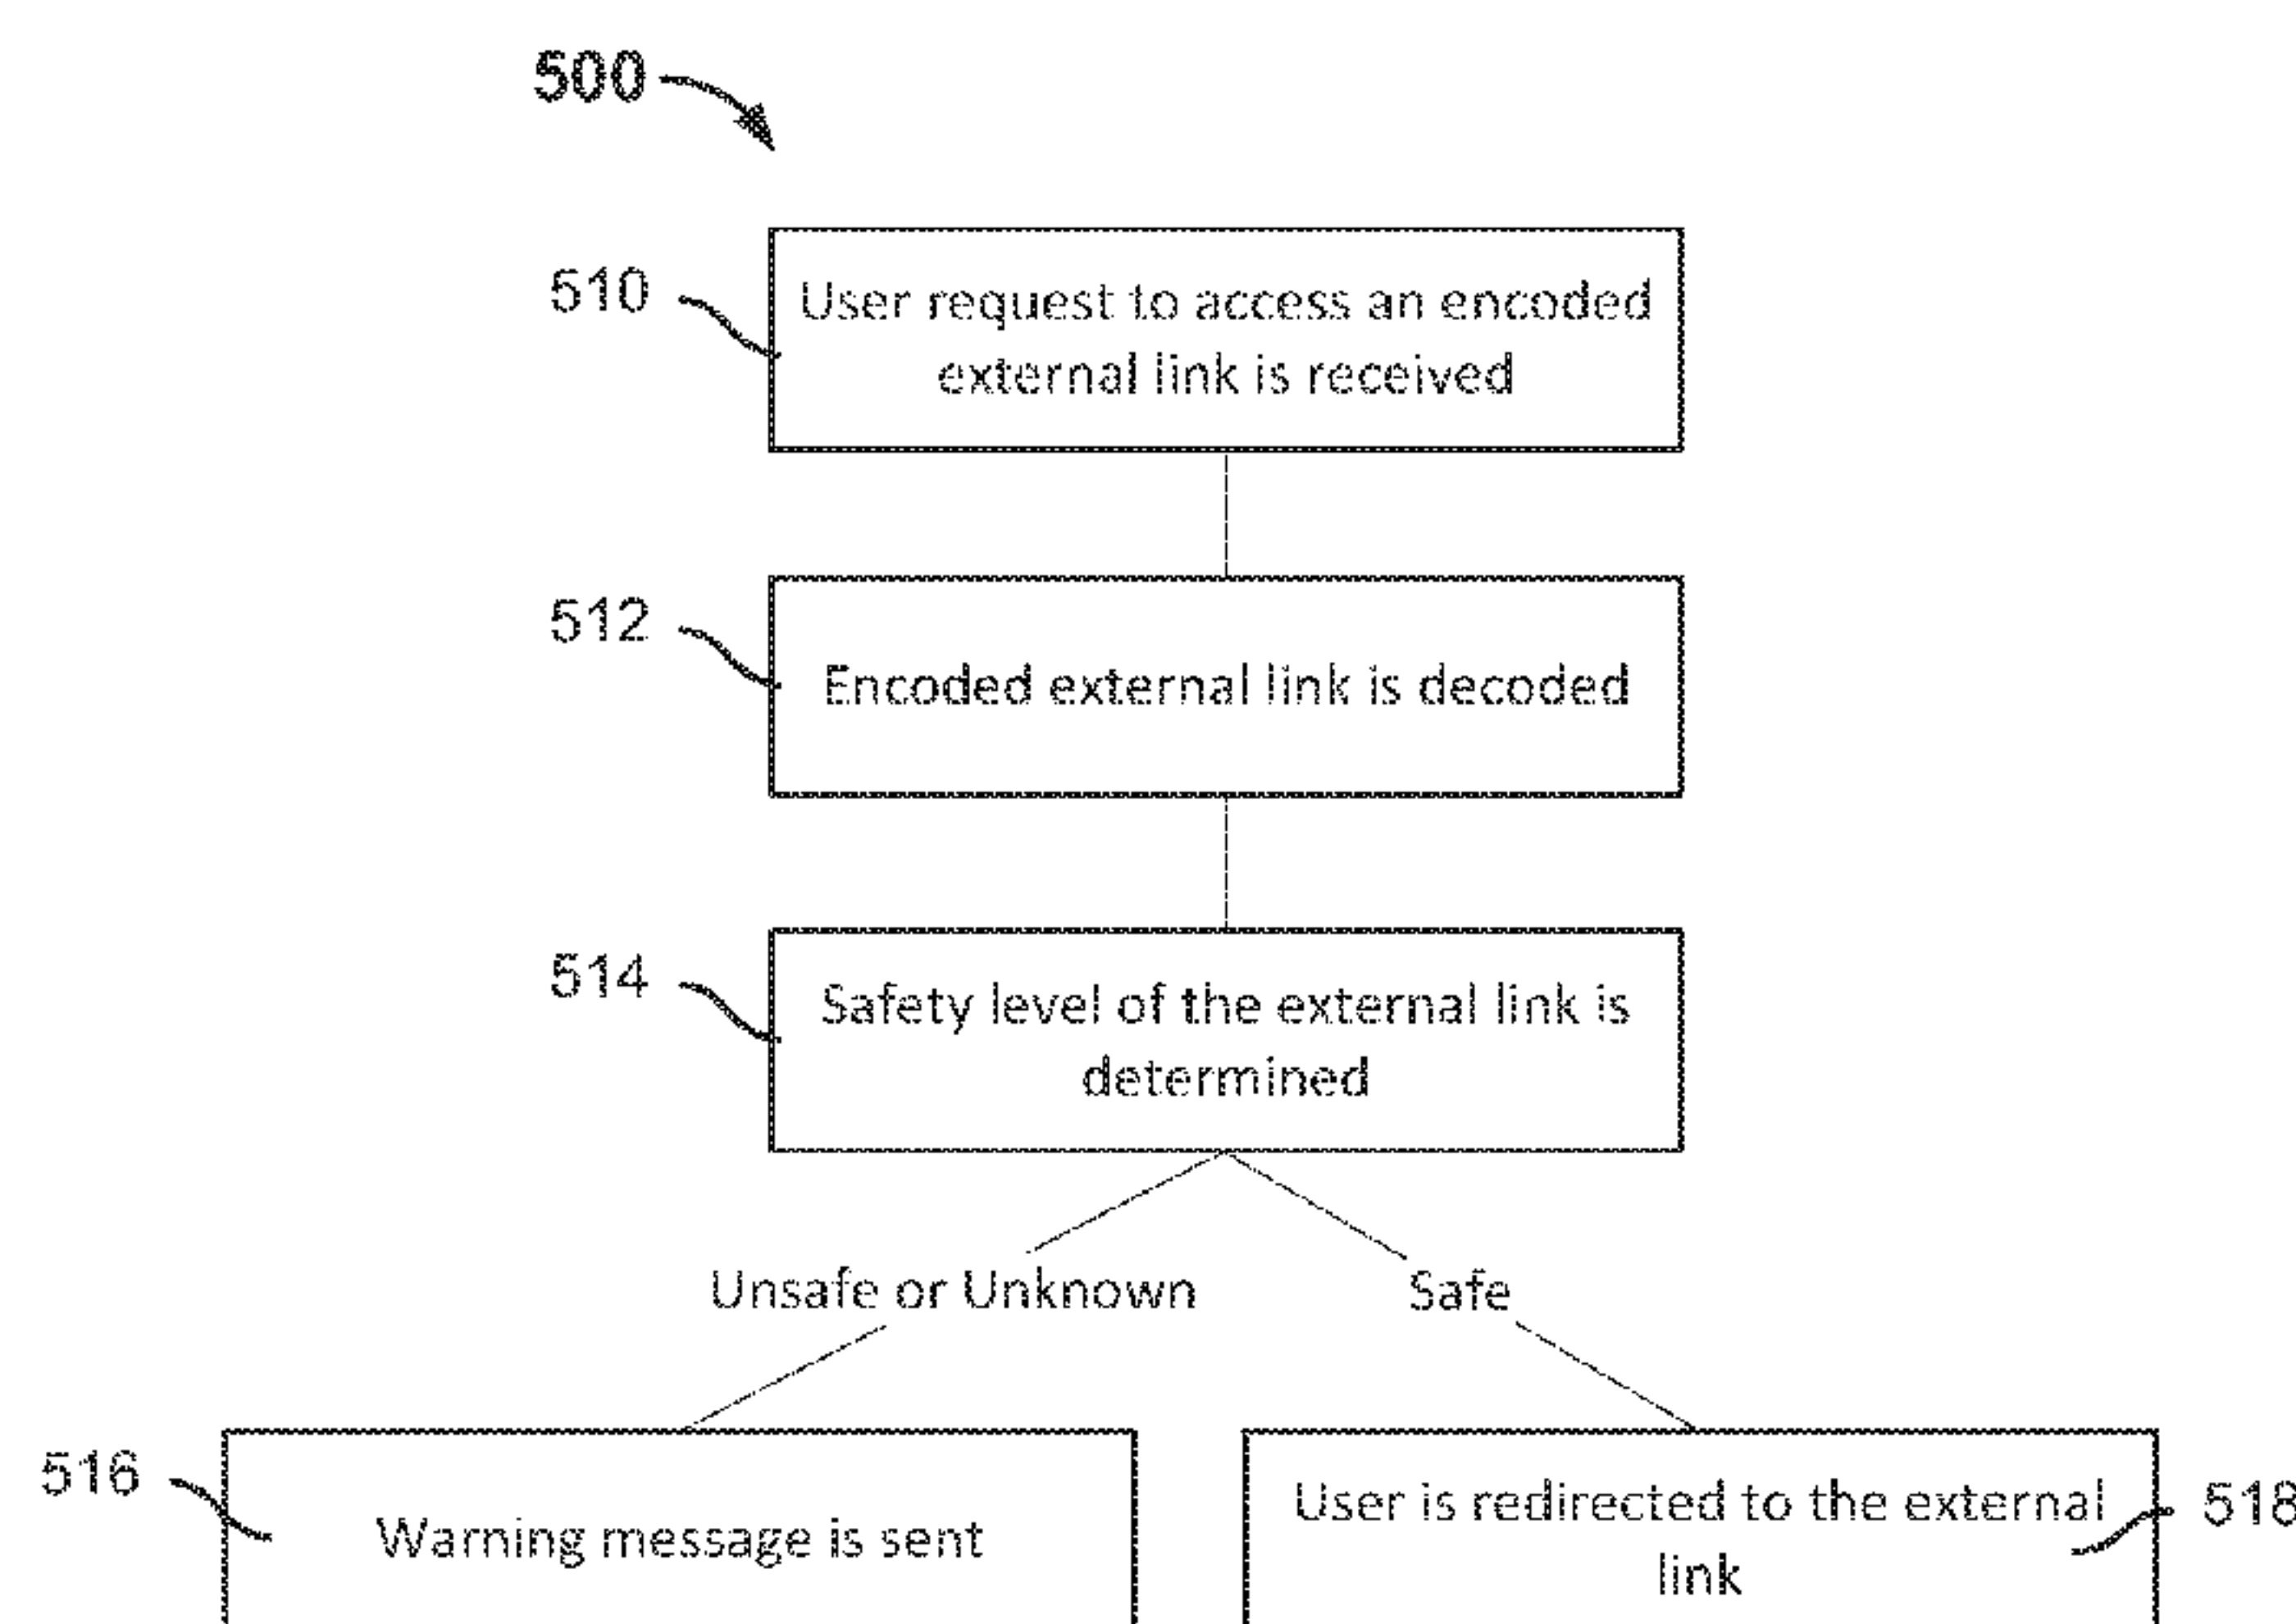 500
510
User request to access an encoded
external link is received
512
Encoded external link is decoded
514
Safety level of the external link is
determined
Unsafe or Unknown
Safe
516
Warning message is sent
User is redirected to the external
link
518